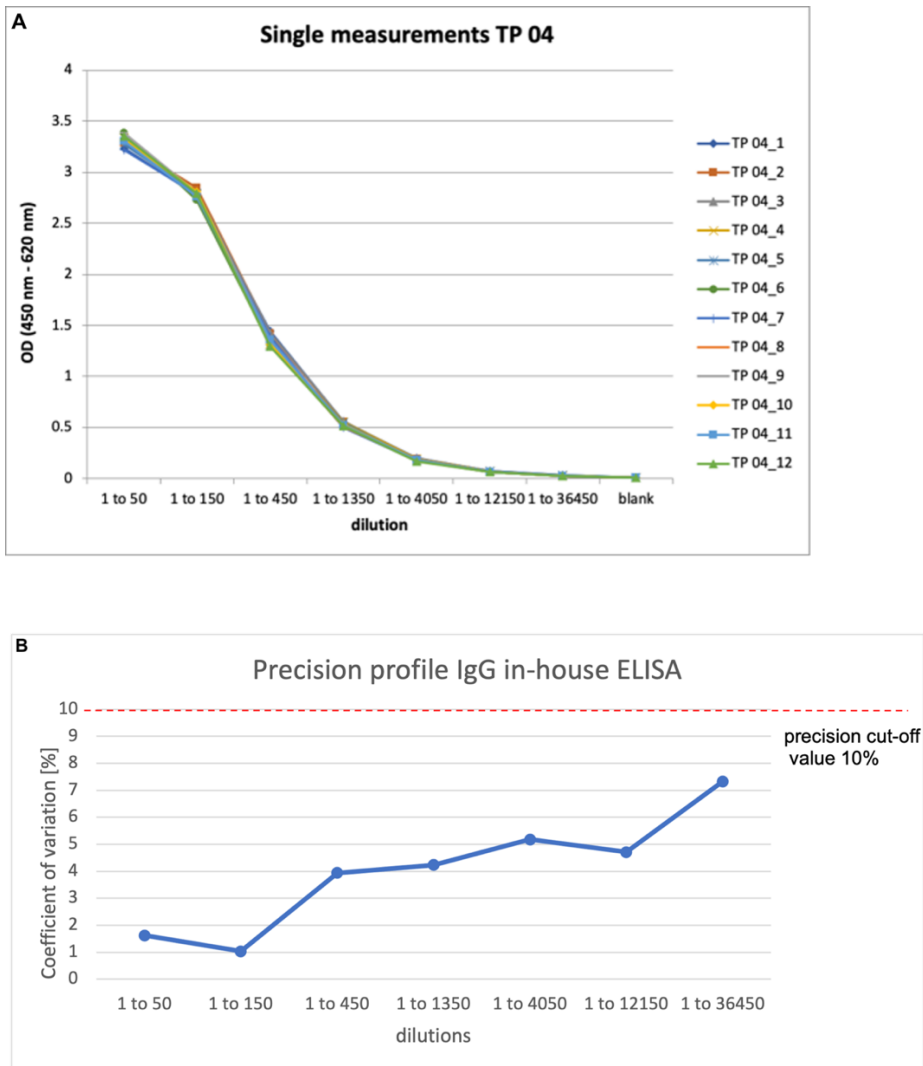 A
Single measurements TP 04
4
3.5
3
2.5
2
1.5
1
0.5
0
OD (450 nm - 620 nm)
1 to 50 1 to 150 1 to 450 1 to 1350 1 to 4050 1 to 12150 1 to 36450 blank
dilution
TP 04_1
TP 04_2
TP 04_3
TP 04_4
TP 04_5
TP 04_6
TP 04_7
TP 04_8
TP 04_9
TP 04_10
TP 04_11
TP 04_12
B
Precision profile IgG in-house ELISA
10
9
8
7
6
5
4
3
2
1
0
Coefficient of variation [%]
precision cut-off
value 10%
1 to 50 1 to 150 1 to 450 1 to 1350 1 to 4050 1 to 12150 1 to 36450
dilutions